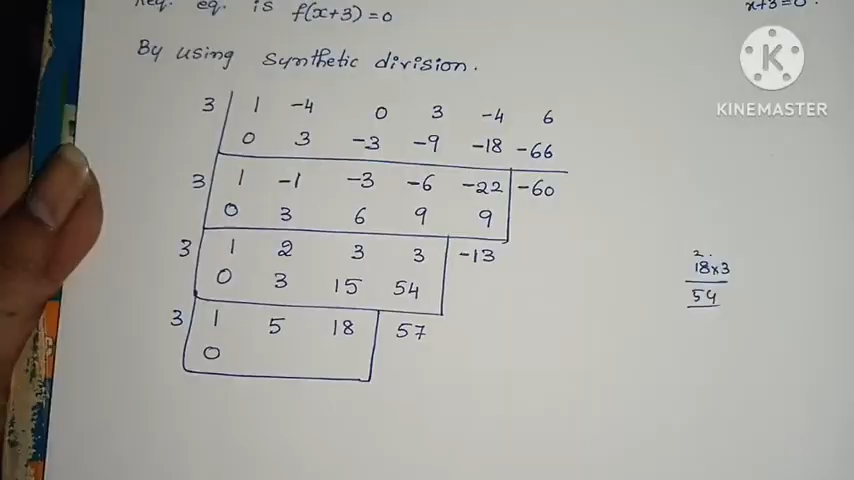 Req. eq. is f(x+3) = 0
x+3=0.
By using synthetic division.
K
KINEMASTER
3 1 -4 0 3 -4 6
0 3 -3 -9 -18 -66
3 1 -1 -3 -6 -22 -60
0 3 6 9 9
3 1 2 3 3 -13
0 3 15 54
3 1 5 18 57
0
2
18x3
54